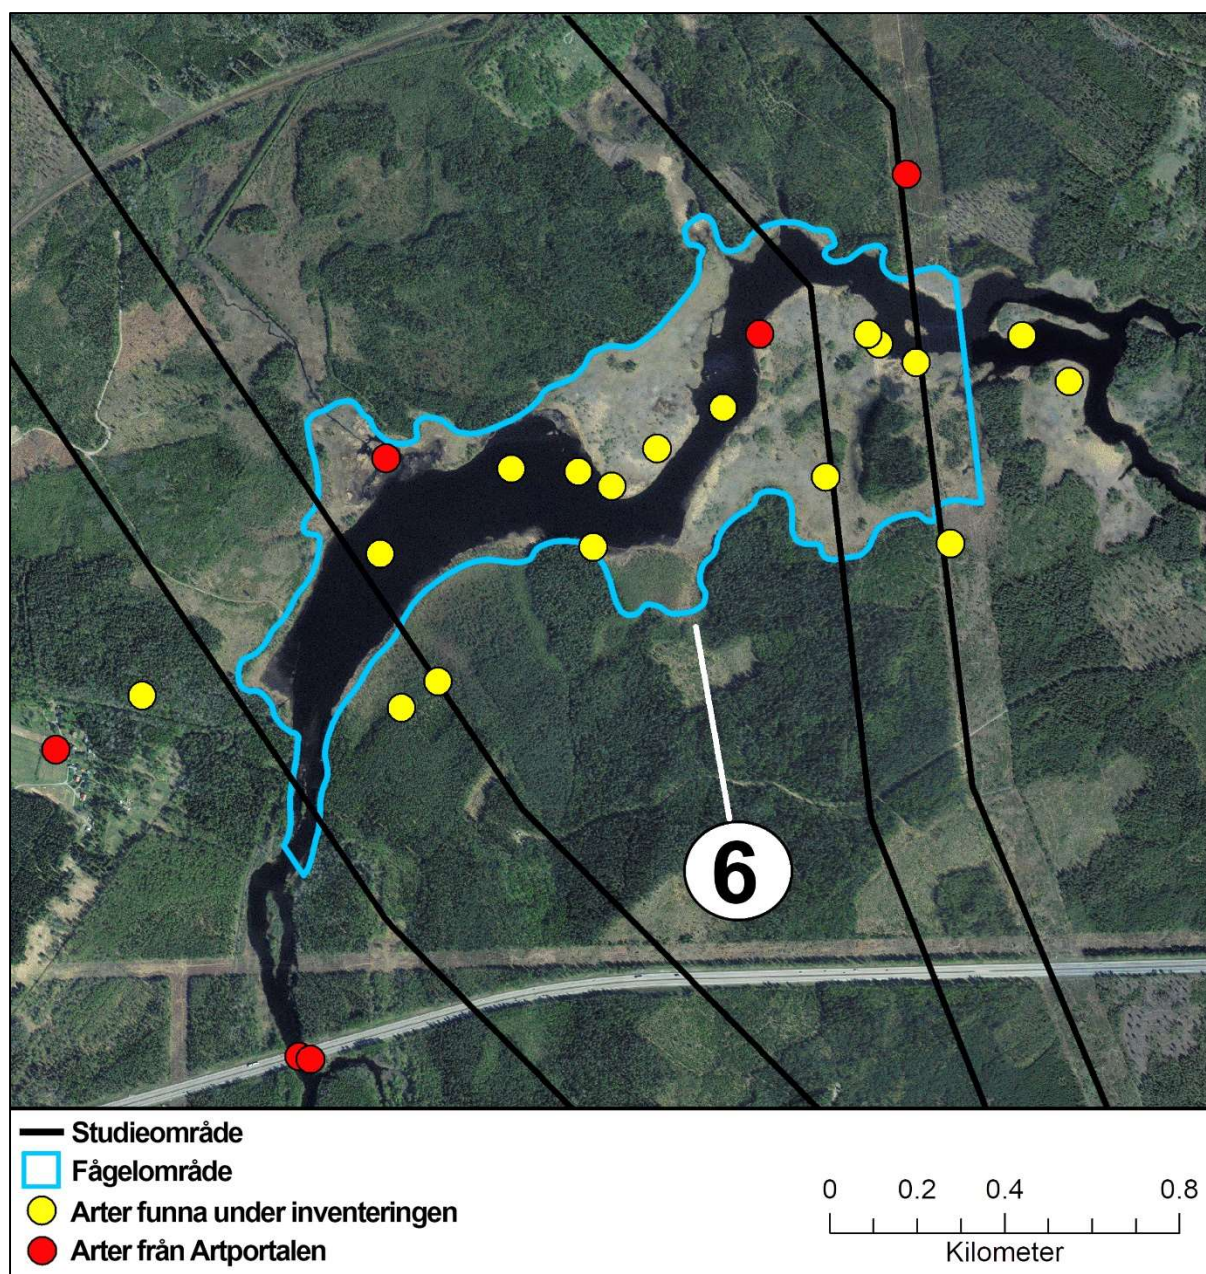 6
Studieområde
Fågelområde
Arter funna under inventeringen
Arter från Artportalen
0 0.2 0.4 0.8
Kilometer